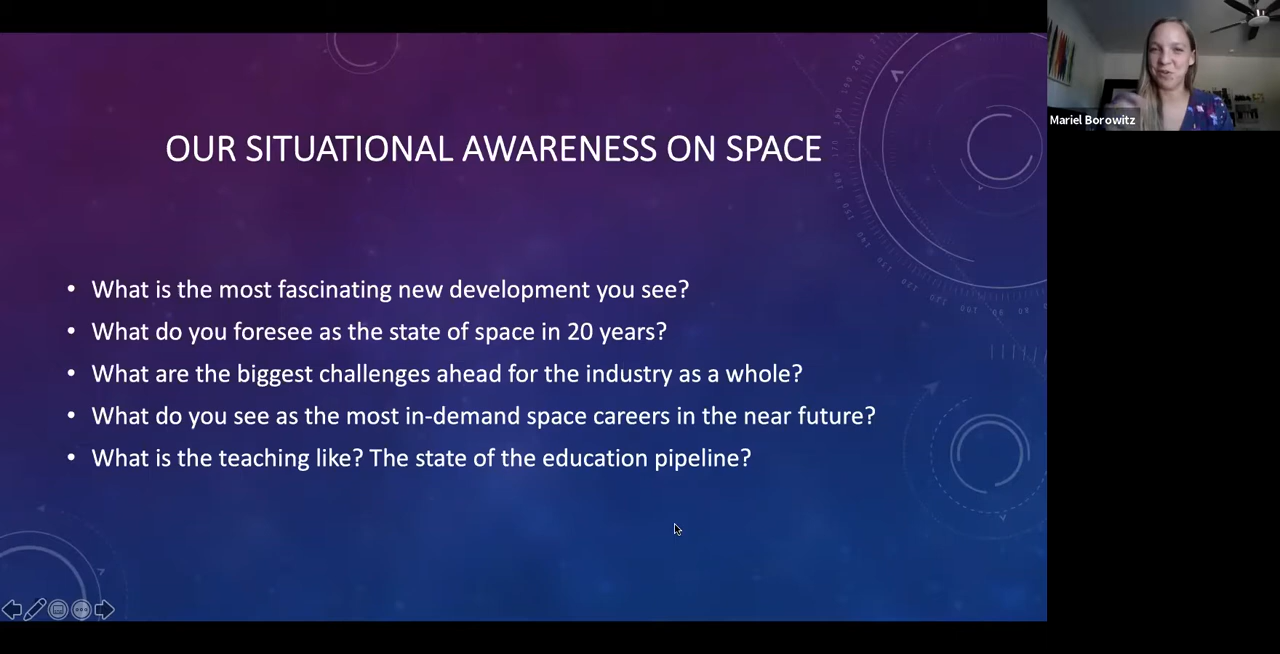 OUR SITUATIONAL AWARENESS ON SPACE
• What is the most fascinating new development you see?
• What do you foresee as the state of space in 20 years?
• What are the biggest challenges ahead for the industry as a whole?
• What do you see as the most in-demand space careers in the near future?
• What is the teaching like? The state of the education pipeline?
Mariel Borowitz